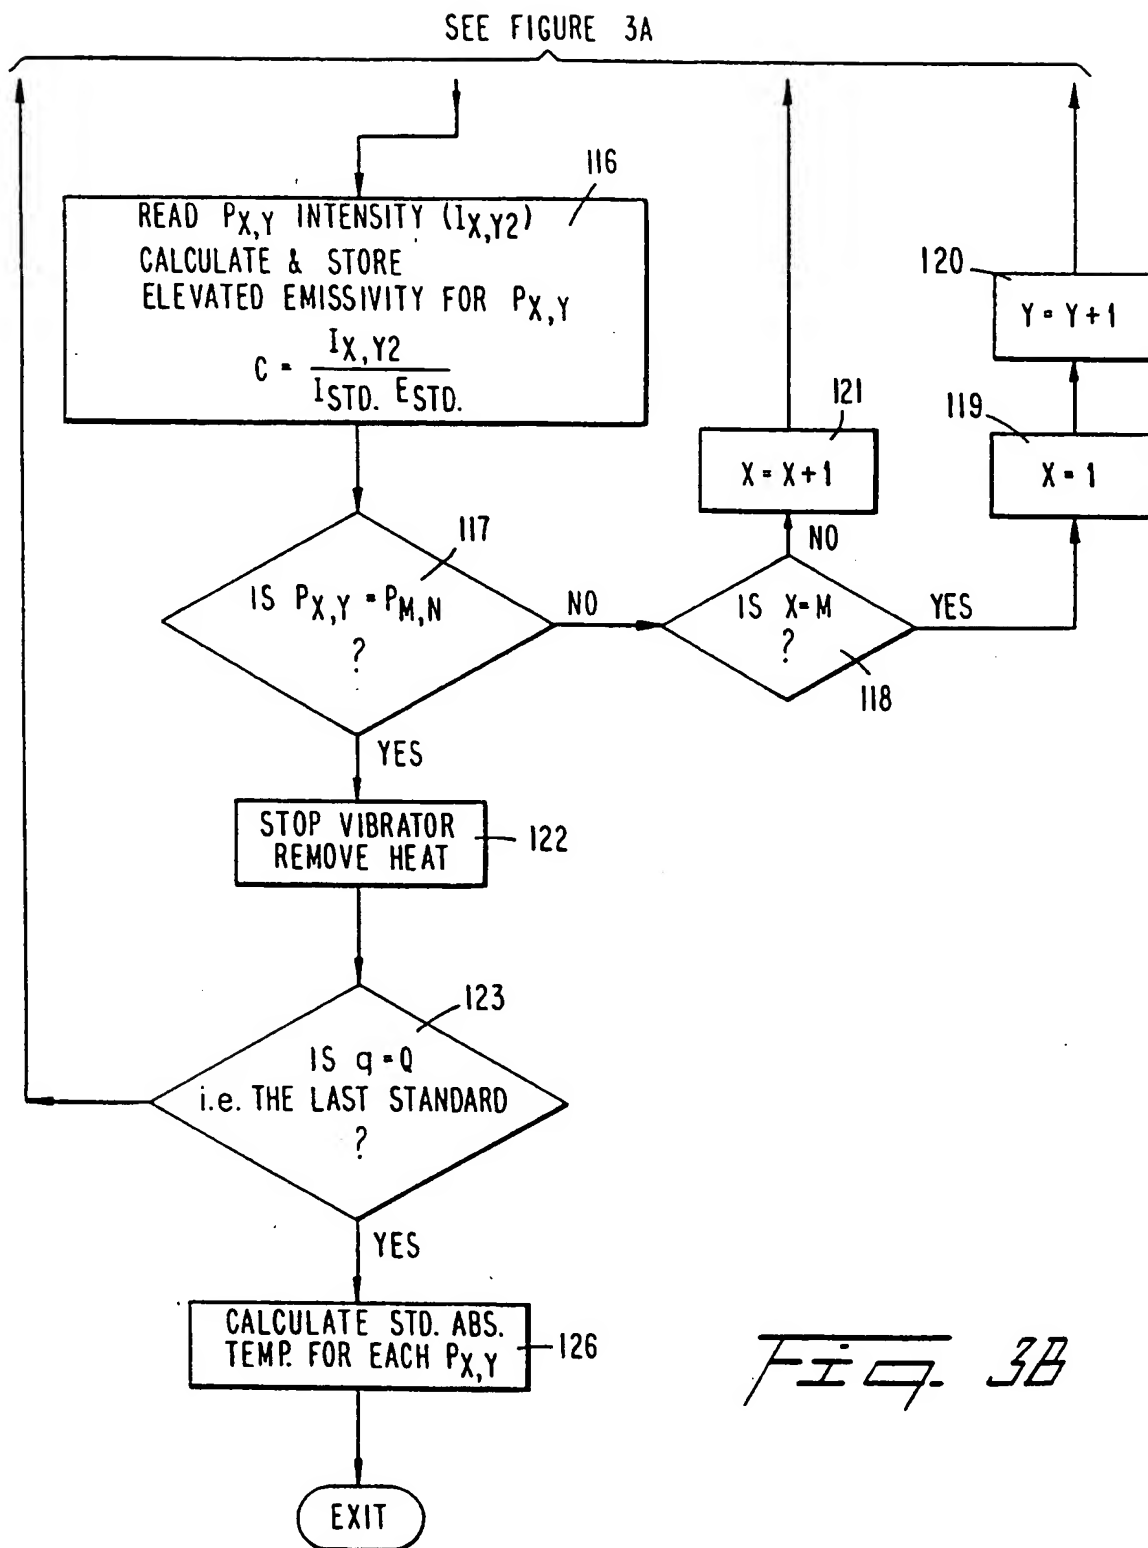 SEE FIGURE 3A
116
READ PX,Y INTENSITY (IX,Y2)
CALCULATE & STORE
ELEVATED EMISSIVITY FOR PX,Y
C = IX,Y2
ISTD. ESTD.
120
Y = Y+1
121
X = X+1
119
X = 1
117
IS PX,Y = PM,N
?
NO
NO
IS X=M
?
YES
118
YES
STOP VIBRATOR
REMOVE HEAT
122
123
IS q = Q
i.e. THE LAST STANDARD
?
YES
CALCULATE STD. ABS.
TEMP. FOR EACH PX,Y
126
Fig. 3B
EXIT